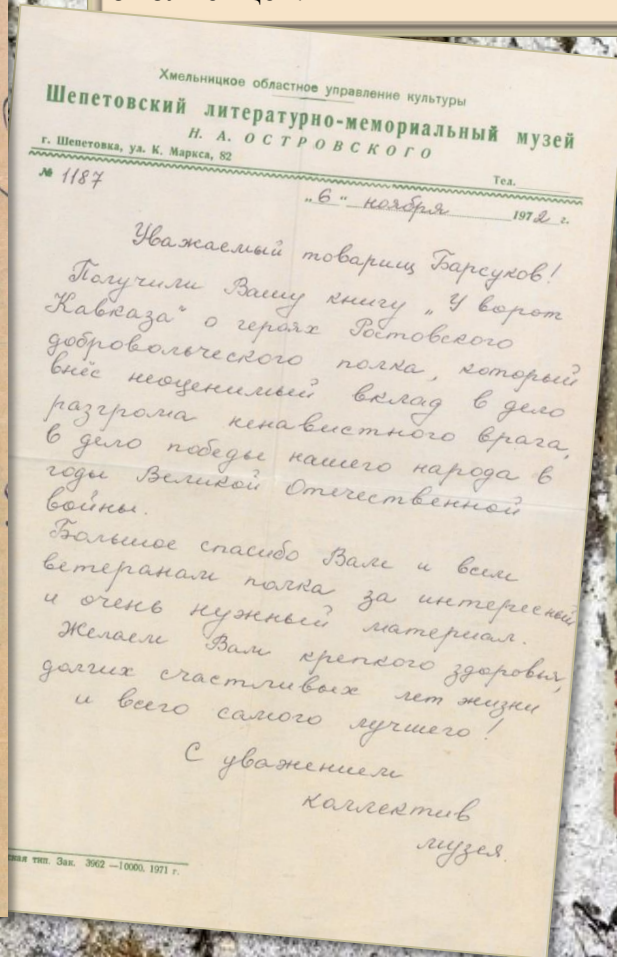 Хмельницкое областное управление культуры
Шепетовский литературно-мемориальный музей
Н. А. ОСТРОВСКОГО
г. Шепетовка, ул. К. Маркса, 82
Тел.
№ 1187
„6" ноября 1972 г.
Уважаемый товарищ Барсуков!
Получили Вашу книгу „У ворот
Кавказа" о героях Ростовского
добровольческого полка, который
внёс неоценимый вклад в дело
разгрома ненавистного врага,
в дело победы нашего народа в
годы Великой Отечественной
войны.
Большое спасибо Вам и всем
ветеранам полка за интересный
и очень нужный материал.
Желаем Вам крепкого здоровья,
долгих счастливых лет жизни
и всего самого лучшего!
С уважением
коллектив
музея.
тип. Зак. 3962 —10000. 1971 г.